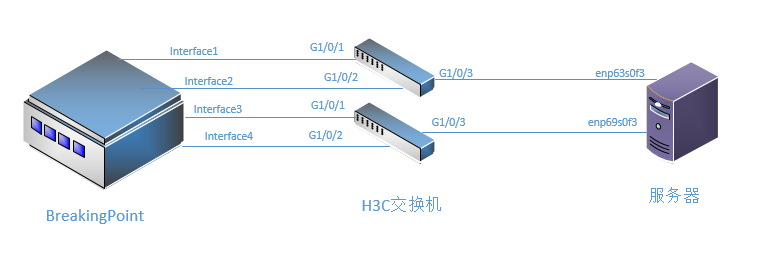 Interface1
G1/0/1
Interface2
G1/0/2
G1/0/3
enp63s0f3
Interface3
G1/0/1
Interface4
G1/0/2
G1/0/3
enp69s0f3
BreakingPoint
H3C交换机
服务器